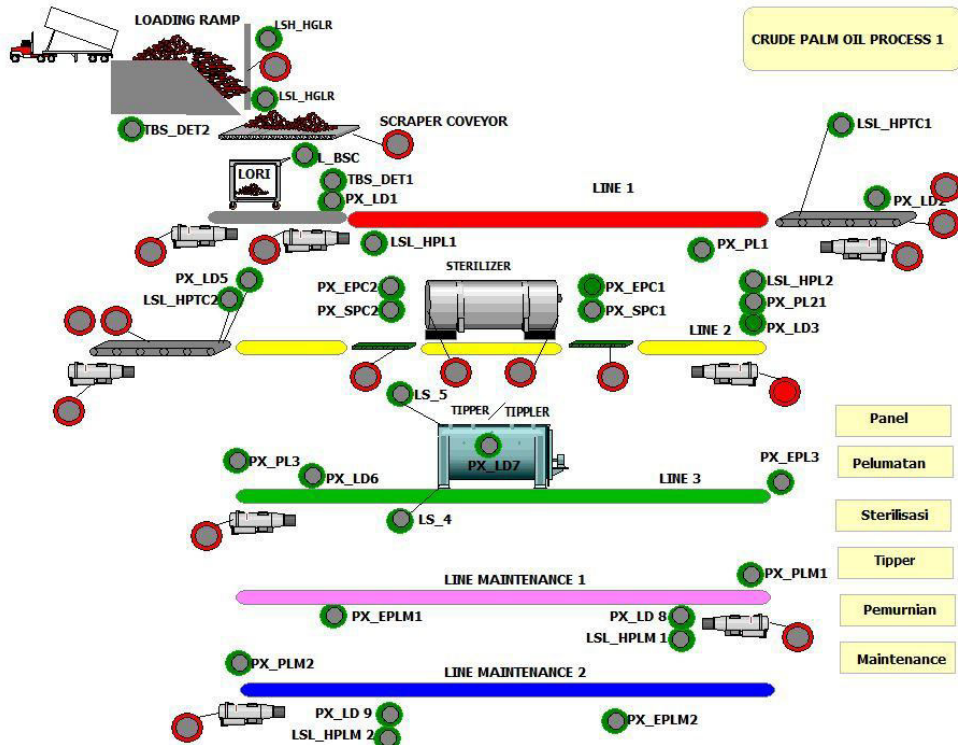 LOADING RAMP
LSH_HGLR
CRUDE PALM OIL PROCESS 1
LSL_HGLR
TBS_DET2
SCRAPER COVEYOR
LSL_HPTC1
L_BSC
LORI
TBS_DET1
PX_LD1
LINE 1
PX_LD2
LSL_HPL1
PX_PL1
PX_LD5
LSL_HPTC2
STERILIZER
PX_EPC2
PX_SPC2
PX_EPC1
PX_SPC1
LSL_HPL2
PX_PL21
PX_LD3
LINE 2
LS_5
TIPPER
TIPPLER
PX_LD7
Panel
PX_PL3
PX_LD6
LINE 3
PX_EPL3
Pelumatan
LS_4
Sterilisasi
LINE MAINTENANCE 1
PX_PLM1
Tipper
PX_EPLM1
PX_LD 8
LSL_HPLM 1
Pemurnian
PX_PLM2
LINE MAINTENANCE 2
Maintenance
PX_LD 9
LSL_HPLM 2
PX_EPLM2